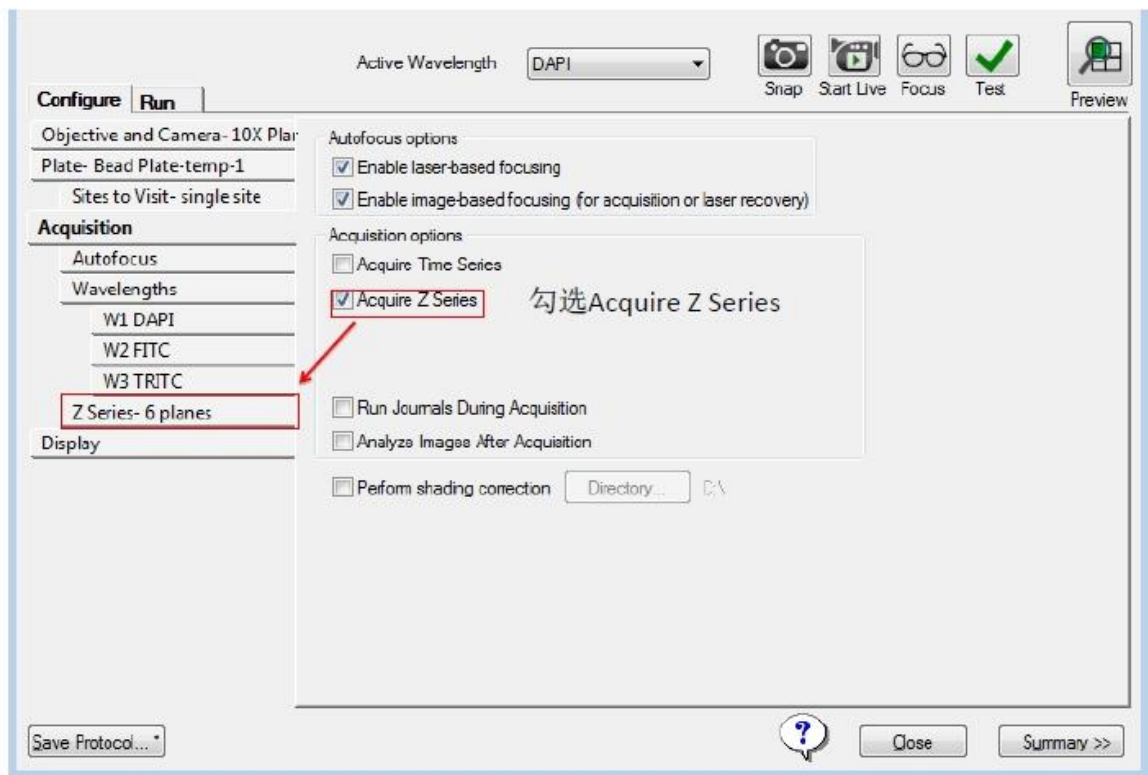 Active Wavelength DAPI
Snap Start Live Focus Test Preview
Configure Run
Objective and Camera- 10X Plan
Plate- Bead Plate-temp-1
Sites to Visit- single site
Acquisition
Autofocus
Wavelengths
W1 DAPI
W2 FITC
W3 TRITC
Z Series- 6 planes
Display
Autofocus options
Enable laser-based focusing
Enable image-based focusing (for acquisition or laser recovery)
Acquisition options
Acquire Time Series
Acquire Z Series 勾选Acquire Z Series
Run Journals During Acquisition
Analyze Images After Acquisition
Perform shading correction Directory... D:\
Save Protocol... *
? Close Summary >>